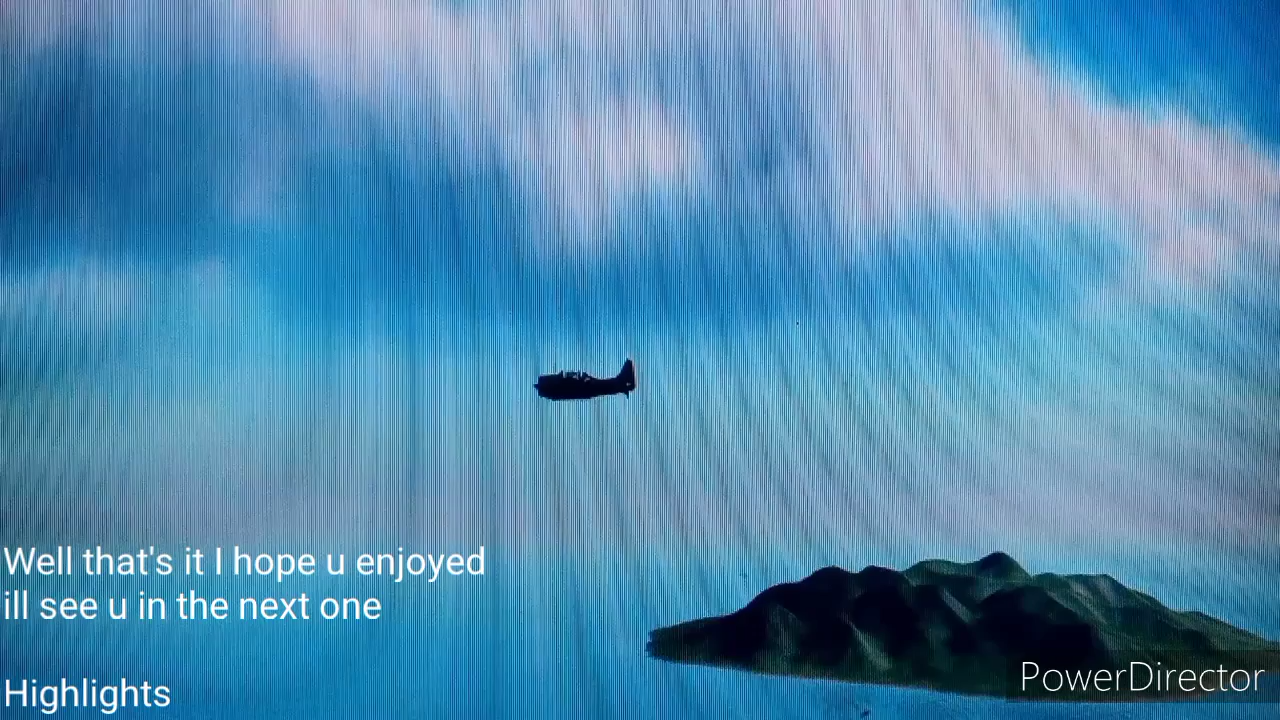 Well that's it I hope u enjoyed
ill see u in the next one
Highlights
PowerDirector